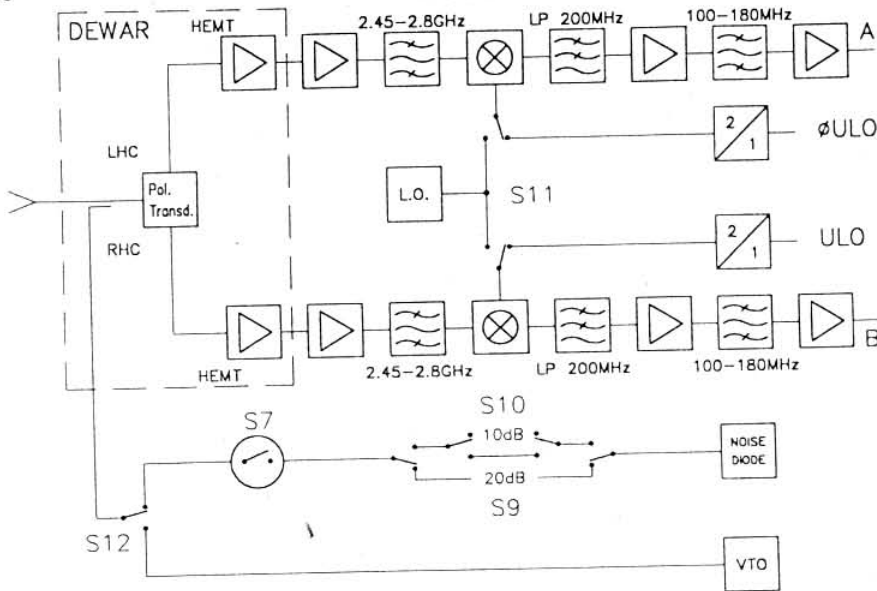 DEWAR
HEMT
2.45-2.8GHz
LP 200MHz
100-180MHz
A
LHC
2
1
ØULO
Pol.
Transd.
L.O.
S11
RHC
2
1
ULO
HEMT
2.45-2.8GHz
LP 200MHz
100-180MHz
B
S7
S10
10dB
NOISE
DIODE
20dB
S9
S12
VTO